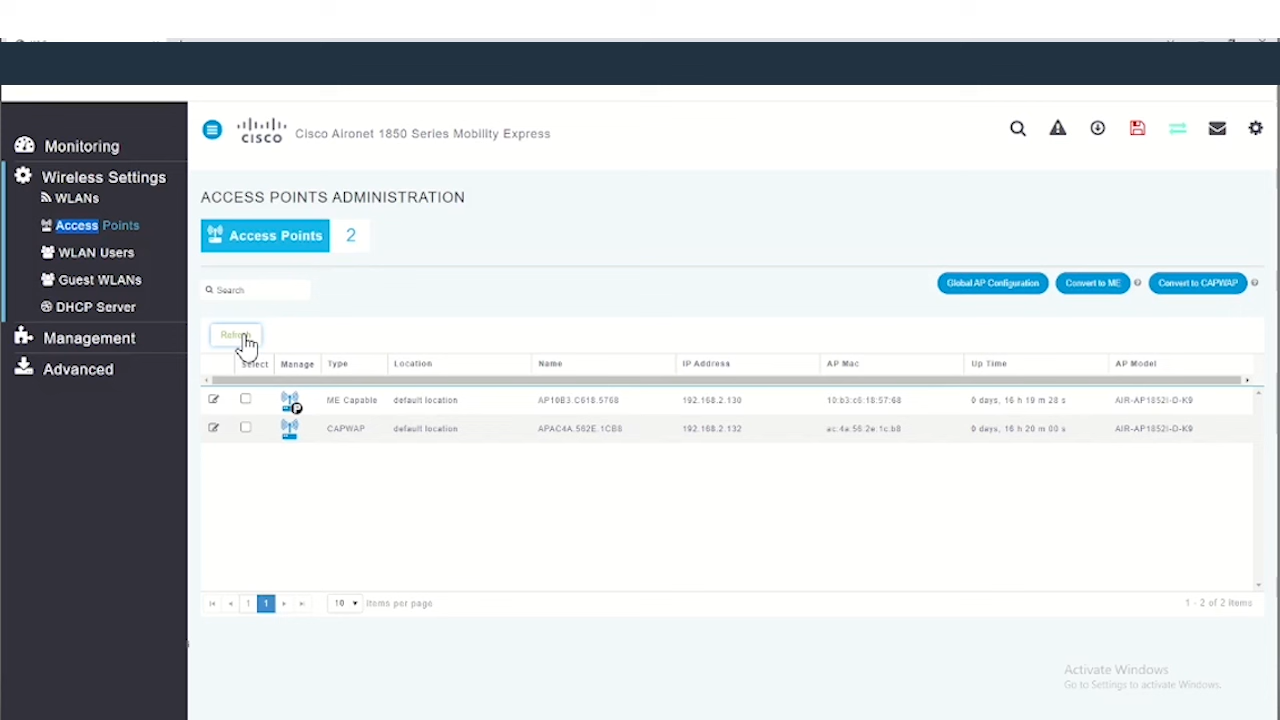 Monitoring
Wireless Settings
WLANs
Access Points
WLAN Users
Guest WLANs
DHCP Server
Management
Advanced
CISCO
Cisco Aironet 1850 Series Mobility Express
ACCESS POINTS ADMINISTRATION
Access Points 2
Search
Global AP Configuration Convert to ME Convert to CAPWAP
Select Manage Type Location Name IP Address AP Mac Up Time AP Model
ME Capable default location AP10B3.C618.5768 192.168.2.130 10:b3:c6:18:57:68 0 days, 16 h 19 m 28 s AIR-AP1852I-D-K9
CAPWAP default location APAC4A.562E.1CB8 192.168.2.132 ac:4a:56:2e:1c:b8 0 days, 16 h 20 m 00 s AIR-AP1852I-D-K9
1 1 10 items per page 1 - 2 of 2 items
Activate Windows
Go to Settings to activate Windows.